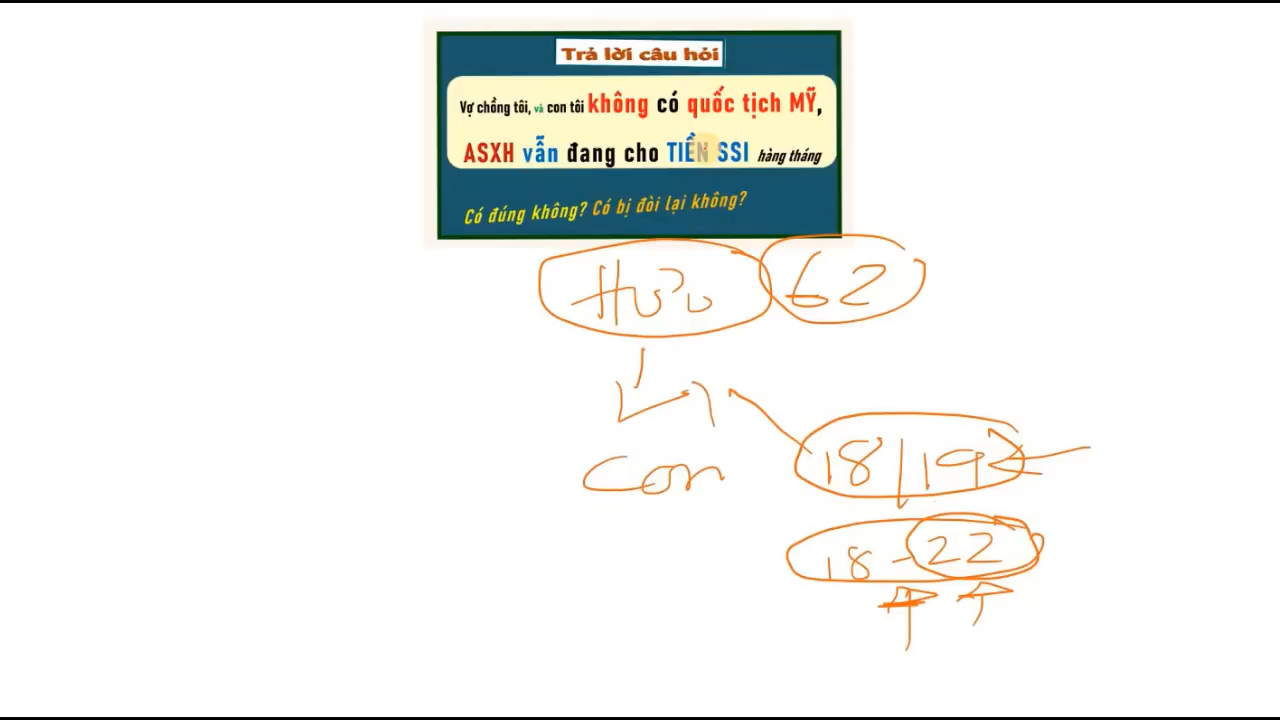 Trả lời câu hỏi
Vợ chồng tôi, và con tôi không có quốc tịch MỸ,
ASXH vẫn đang cho TIỀN SSI hàng tháng
Có đúng không? Có bị đòi lại không?
Hưu 62
con
18/19
18-22